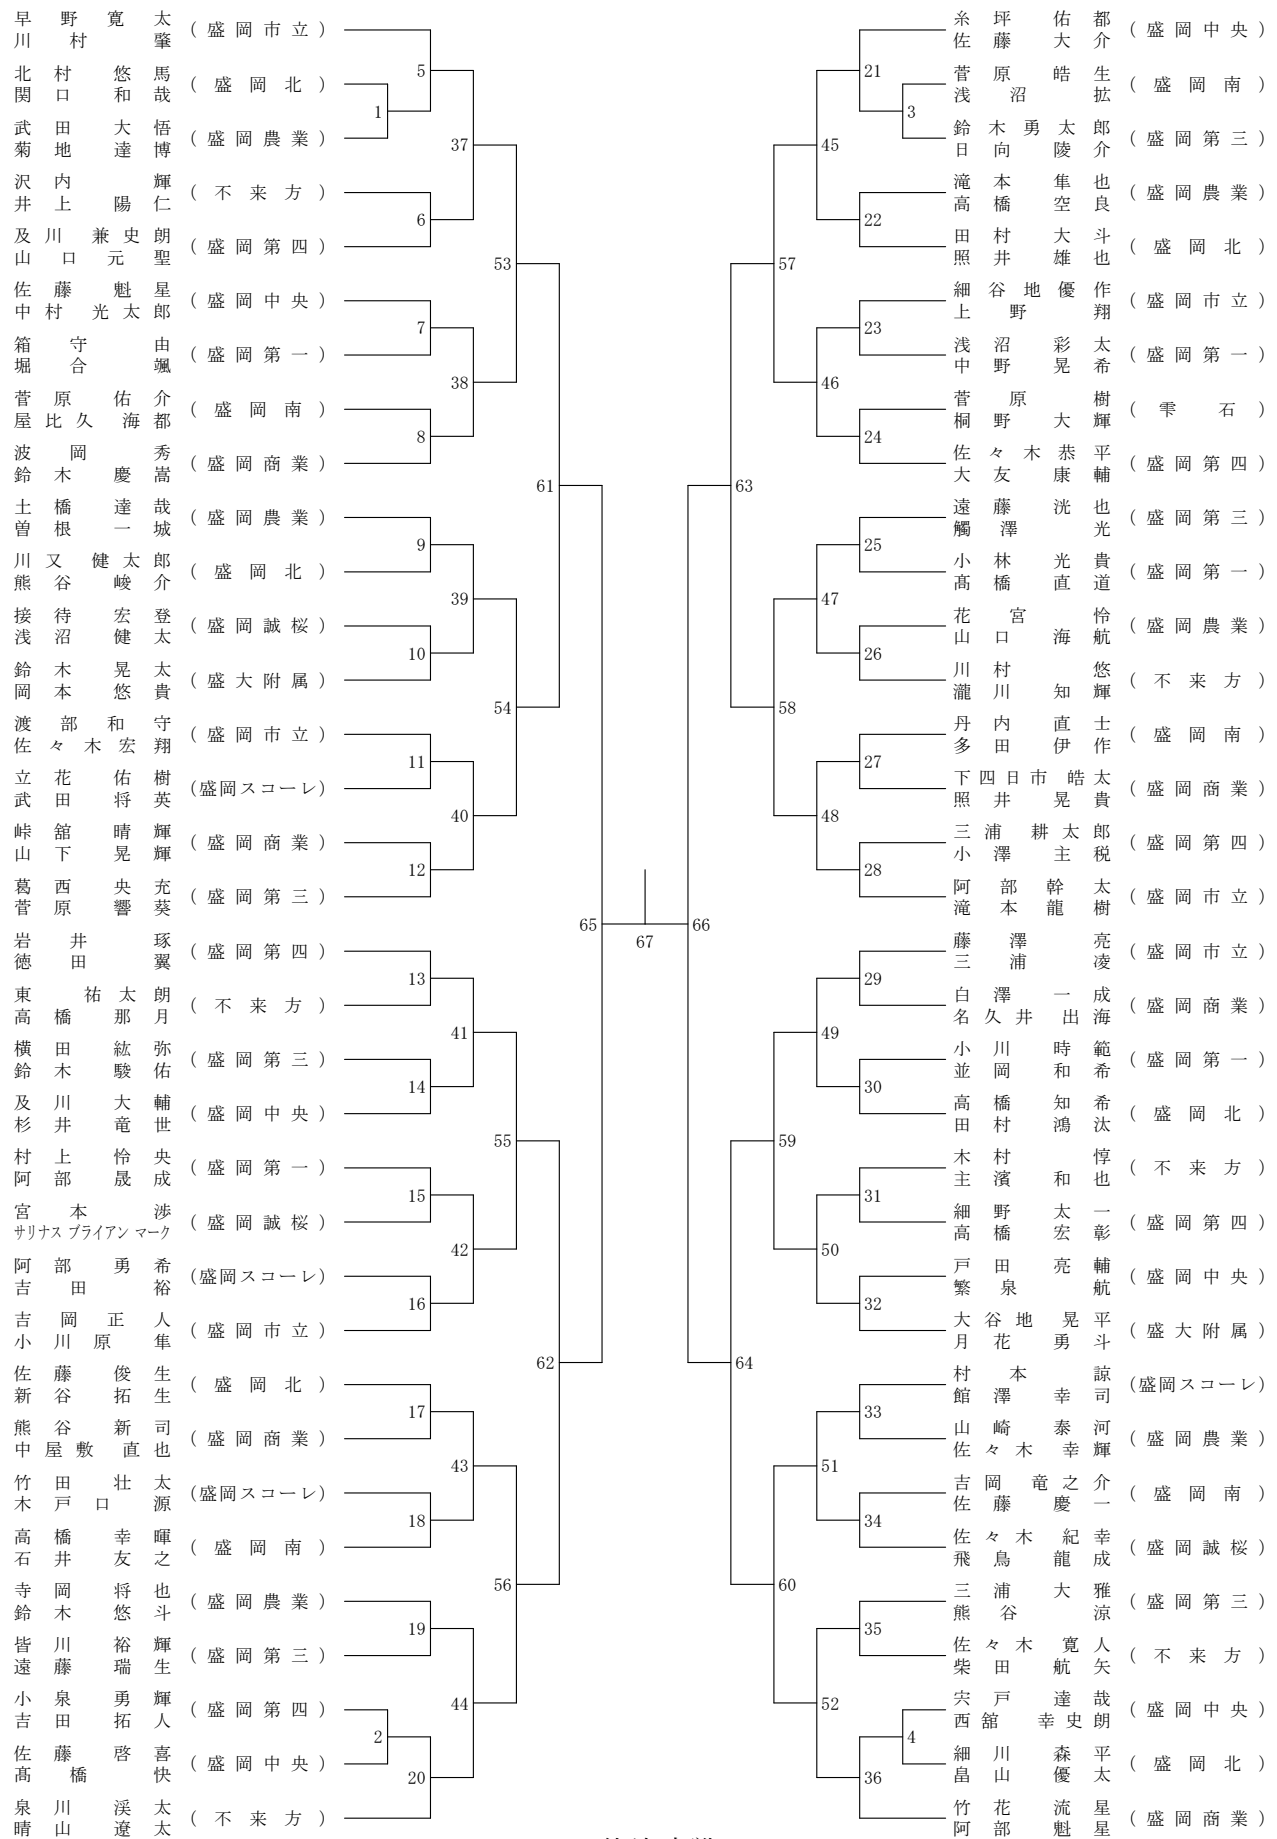 早野寛太
川村肇
(盛岡市立)
北村悠馬
関口和哉
(盛岡北)
武田大悟
菊地達博
(盛岡農業)
沢内輝
井上陽仁
(不来方)
及川兼史朗
山口元聖
(盛岡第四)
佐藤魁星
中村光太郎
(盛岡中央)
箱守由
堀合颯
(盛岡第一)
菅原佑介
屋比久海都
(盛岡南)
波岡秀
鈴木慶嵩
(盛岡商業)
土橋達哉
曽根一城
(盛岡農業)
川又健太郎
熊谷峻介
(盛岡北)
接待宏登
浅沼健太
(盛岡誠桜)
鈴木晃太
岡本悠貴
(盛大附属)
渡部和守
佐々木宏翔
(盛岡市立)
立花佑樹
武田将英
(盛岡スコーレ)
峠舘晴輝
山下晃輝
(盛岡商業)
葛西央充
菅原響葵
(盛岡第三)
岩井琢
徳田翼
(盛岡第四)
東祐太朗
高橋那月
(不来方)
横田紘弥
鈴木駿佑
(盛岡第三)
及川大輔
杉井竜世
(盛岡中央)
村上怜央
阿部晟成
(盛岡第一)
宮本渉
サリナス ブライアン マーク
(盛岡誠桜)
阿部勇希
吉田裕
(盛岡スコーレ)
吉岡正人
小川原隼
(盛岡市立)
佐藤俊生
新谷拓生
(盛岡北)
熊谷新司
中屋敷直也
(盛岡商業)
竹田壮太
木戸口源
(盛岡スコーレ)
高橋幸暉
石井友之
(盛岡南)
寺岡将也
鈴木悠斗
(盛岡農業)
皆川裕輝
遠藤瑞生
(盛岡第三)
小泉勇輝
吉田拓人
(盛岡第四)
佐藤啓喜
髙橋快
(盛岡中央)
泉川渓太
晴山遼太
(不来方)
1
2
5
6
7
8
9
10
11
12
13
14
15
16
17
18
19
20
37
38
39
40
41
42
43
44
53
54
55
56
61
62
65
67
66
63
64
57
58
59
60
45
46
47
48
49
50
51
52
21
22
23
24
25
26
27
28
29
30
31
32
33
34
35
36
3
4
糸坪佑都
佐藤大介
(盛岡中央)
菅原皓生
浅沼拡
(盛岡南)
鈴木勇太郎
日向陵介
(盛岡第三)
滝本隼也
高橋空良
(盛岡農業)
田村大斗
照井雄也
(盛岡北)
細谷地優作
上野翔
(盛岡市立)
浅沼彩太
中野晃希
(盛岡第一)
菅原樹
桐野大輝
(雫石)
佐々木恭平
大友康輔
(盛岡第四)
遠藤洸也
觸澤光
(盛岡第三)
小林光貴
髙橋直道
(盛岡第一)
花宮怜
山口海航
(盛岡農業)
川村悠
瀧川知輝
(不来方)
丹内直士
多田伊作
(盛岡南)
下四日市皓太
照井晃貴
(盛岡商業)
三浦耕太郎
小澤主税
(盛岡第四)
阿部幹太
滝本龍樹
(盛岡市立)
藤澤亮
三浦凌
(盛岡市立)
白澤一成
名久井出海
(盛岡商業)
小川時範
並岡和希
(盛岡第一)
高橋知希
田村鴻汰
(盛岡北)
木村惇
主濱和也
(不来方)
細野太一
高橋宏彰
(盛岡第四)
戸田亮輔
繁泉航
(盛岡中央)
大谷地晃平
月花勇斗
(盛大附属)
村本諒
館澤幸司
(盛岡スコーレ)
山崎泰河
佐々木幸輝
(盛岡農業)
吉岡竜之介
佐藤慶一
(盛岡南)
佐々木紀幸
飛鳥龍成
(盛岡誠桜)
三浦大雅
熊谷涼
(盛岡第三)
佐々木寛人
柴田航矢
(不来方)
宍戸達哉
西舘幸史朗
(盛岡中央)
細川森平
畠山優太
(盛岡北)
竹花流星
阿部魁星
(盛岡商業)